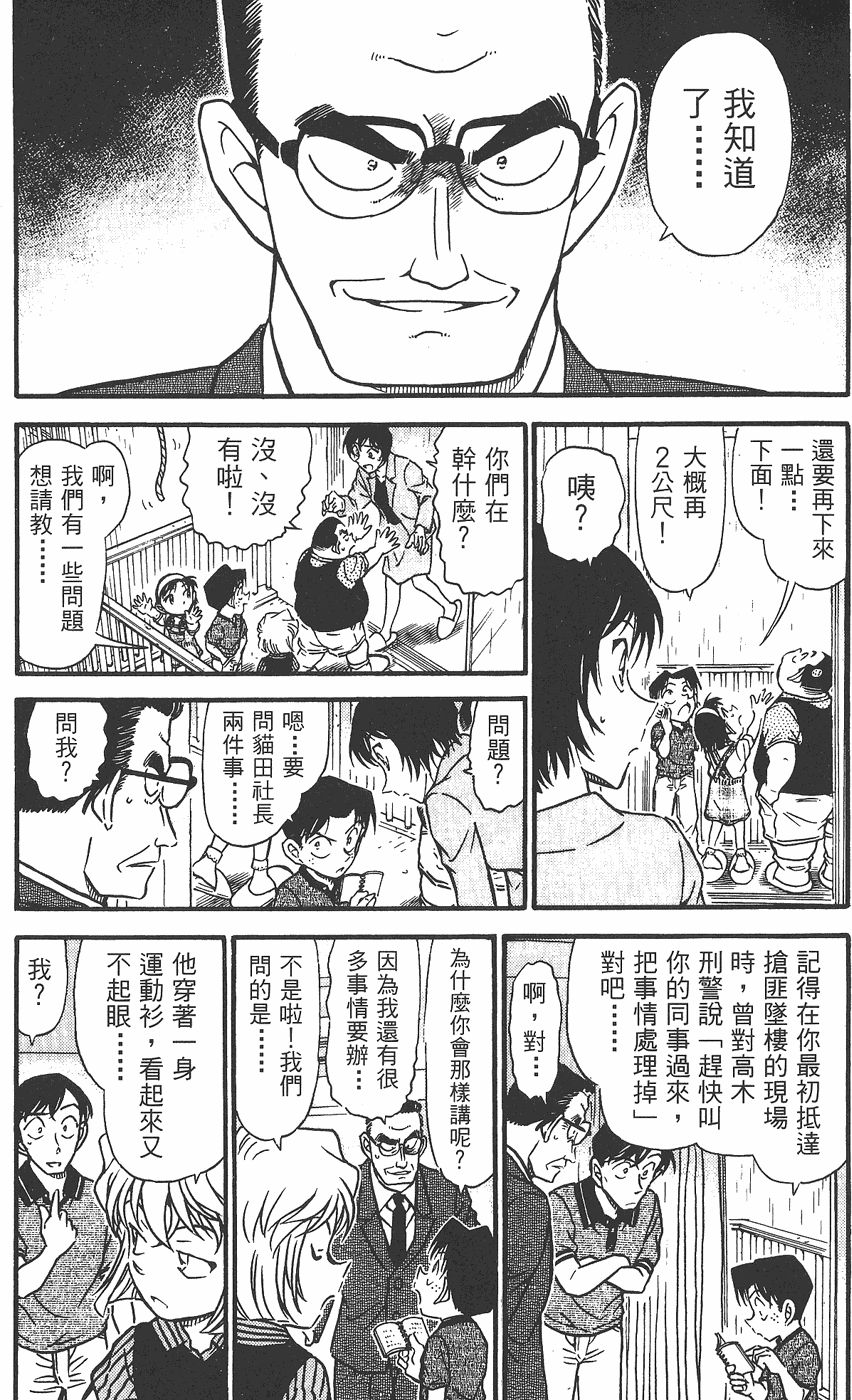 我知道
了……
還要再下來
一點…
下面！
大概再
2公尺！
咦？
你們在
幹什麼？
沒、沒
有啦！
啊，
我們有一些問題
想請教……
問題？
嗯…要
問貓田社長
兩件事……
問我？
記得在你最初抵達
搶匪墜樓的現場
時，曾對高木
刑警說「趕快叫
你的同事過來，
把事情處理掉」
對吧……
啊，對…
為什麼你會那樣講呢？
因為我還有很
多事情要辦…
不是啦！我們
問的是……
他穿著一身
運動衫，看起來又
不起眼……
我？